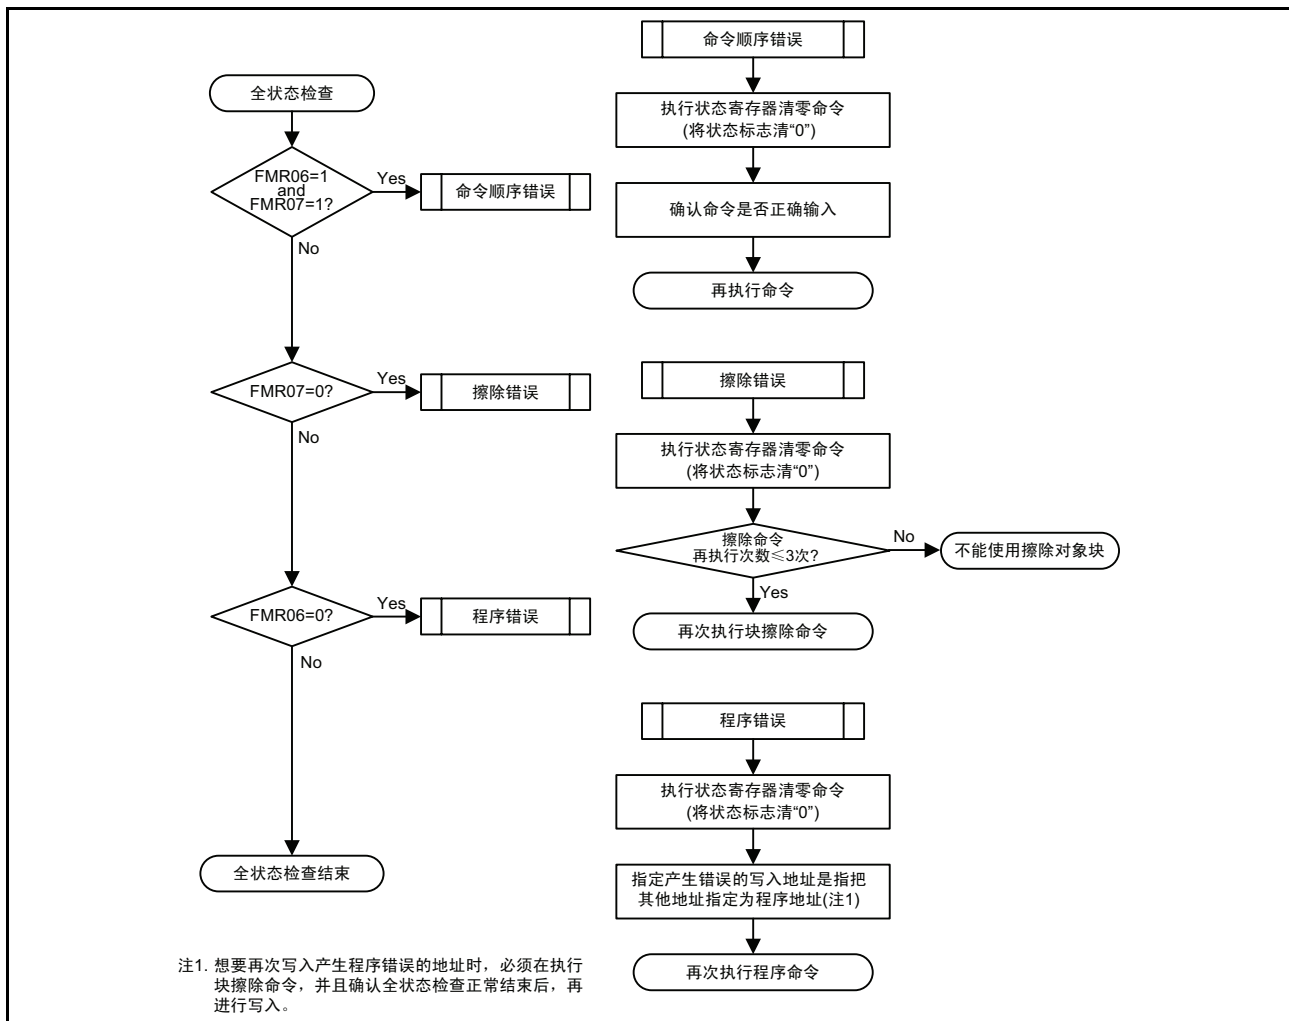 全状态检查
FMR06=1
and
FMR07=1?
Yes
命令顺序错误
No
FMR07=0?
Yes
擦除错误
No
FMR06=0?
Yes
程序错误
No
全状态检查结束
命令顺序错误
执行状态寄存器清零命令
(将状态标志清“0”)
确认命令是否正确输入
再执行命令
擦除错误
执行状态寄存器清零命令
(将状态标志清“0”)
擦除命令
再执行次数≤3次?
No
不能使用擦除对象块
Yes
再次执行块擦除命令
程序错误
执行状态寄存器清零命令
(将状态标志清“0”)
指定产生错误的写入地址是指把
其他地址指定为程序地址(注1)
再次执行程序命令
注1. 想要再次写入产生程序错误的地址时，必须在执行
块擦除命令，并且确认全状态检查正常结束后，再
进行写入。